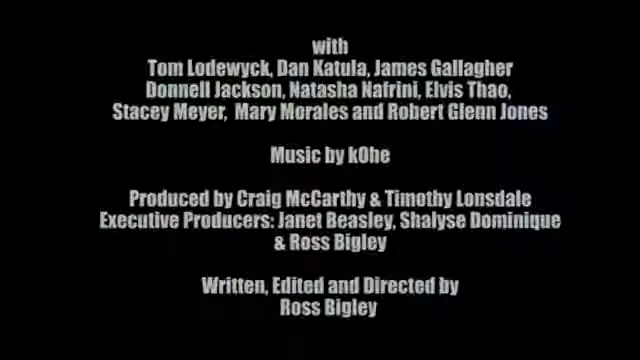 with
Tom Lodewyck, Dan Katula, James Gallagher
Donnell Jackson, Natasha Nafrini, Elvis Thao,
Stacey Meyer,  Mary Morales and Robert Glenn Jones
Music by k0he
Produced by Craig McCarthy & Timothy Lonsdale
Executive Producers: Janet Beasley, Shalyse Dominique
& Ross Bigley
Written, Edited and Directed by
Ross Bigley